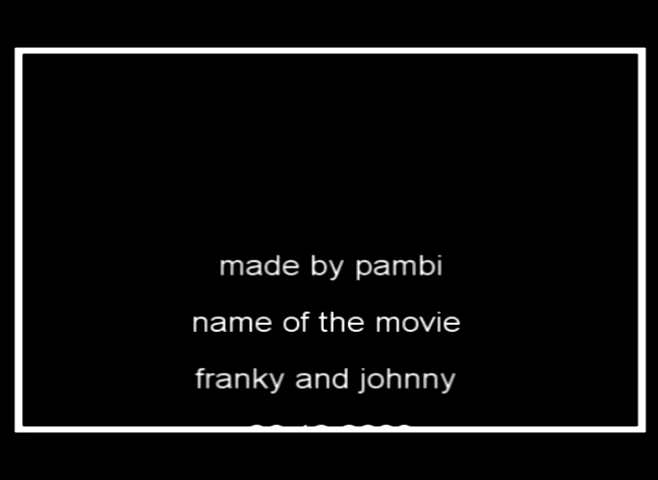 made by pambi
name of the movie
franky and johnny